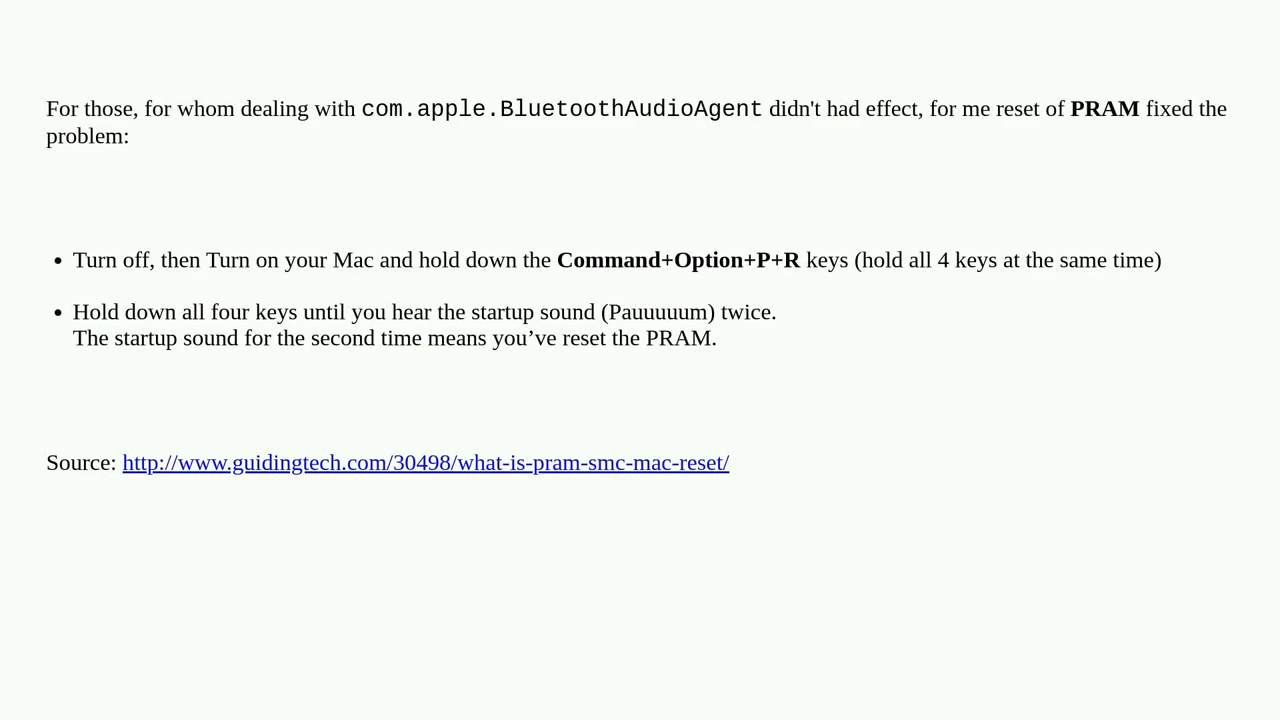 For those, for whom dealing with com.apple.BluetoothAudioAgent didn't had effect, for me reset of PRAM fixed the
problem:
• Turn off, then Turn on your Mac and hold down the Command+Option+P+R keys (hold all 4 keys at the same time)
• Hold down all four keys until you hear the startup sound (Pauuuuum) twice.
The startup sound for the second time means you’ve reset the PRAM.
Source: http://www.guidingtech.com/30498/what-is-pram-smc-mac-reset/